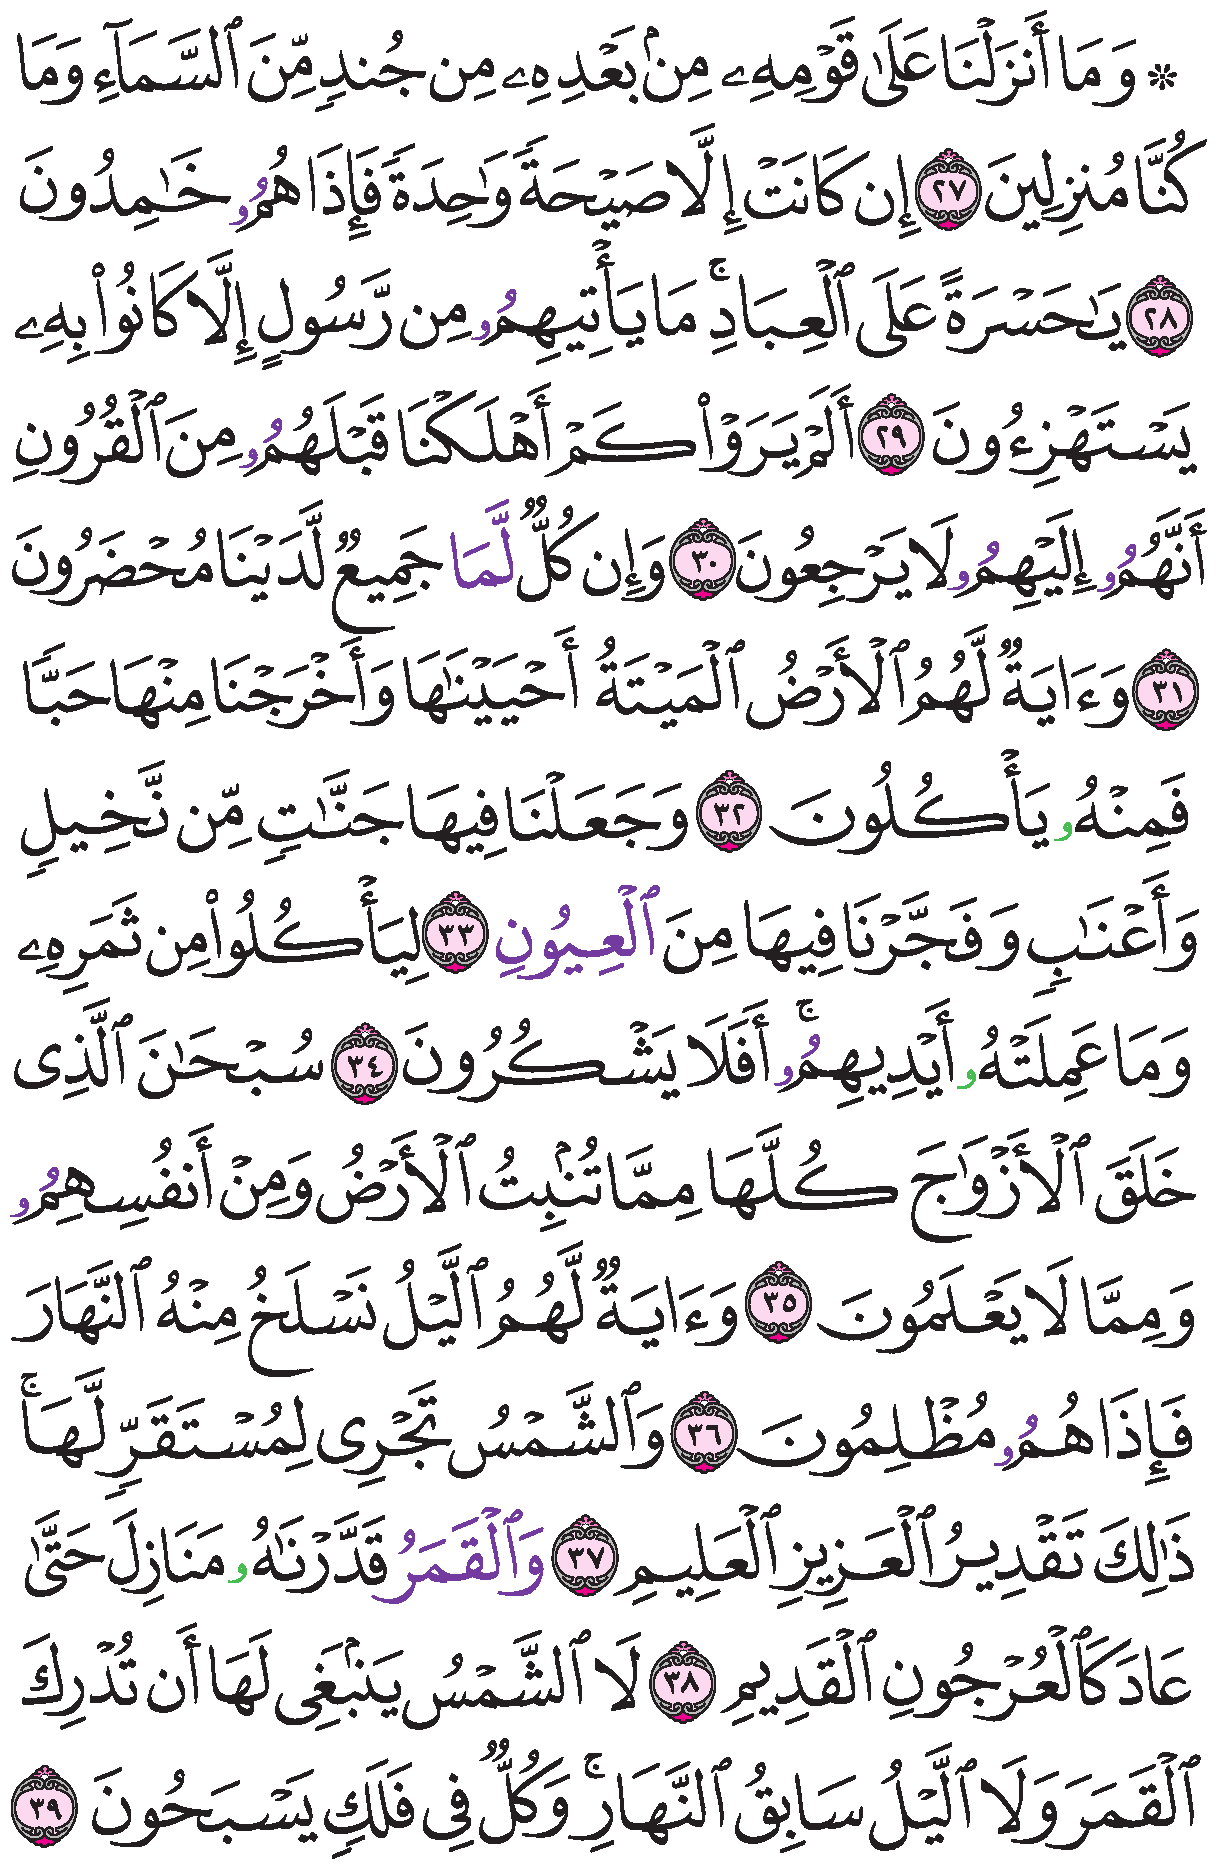 ۞ وَمَا أَنزَلْنَا عَلَىٰ قَوْمِهِۦ مِنۢ بَعْدِهِۦ مِن جُندٍ مِّنَ ٱلسَّمَآءِ وَمَا
كُنَّا مُنزِلِينَ ٢٧ إِن كَانَتْ إِلَّا صَيْحَةً وَٰحِدَةً فَإِذَا هُمُۥ خَٰمِدُونَ
٢٨ يَٰحَسْرَةً عَلَى ٱلْعِبَادِۚ مَا يَأْتِيهِمُۥ مِن رَّسُولٍ إِلَّا كَانُوا۟ بِهِۦ
يَسْتَهْزِءُونَ ٢٩ أَلَمْ يَرَوْا۟ كَمْ أَهْلَكْنَا قَبْلَهُمُۥ مِنَ ٱلْقُرُونِ
أَنَّهُمُۥ إِلَيْهِمُۥ لَا يَرْجِعُونَ ٣٠ وَإِن كُلٌّ لَّمَا جَمِيعٌ لَّدَيْنَا مُحْضَرُونَ
٣١ وَءَايَةٌ لَّهُمُ ٱلْأَرْضُ ٱلْمَيْتَةُ أَحْيَيْنَٰهَا وَأَخْرَجْنَا مِنْهَا حَبًّا
فَمِنْهُۥ يَأْكُلُونَ ٣٢ وَجَعَلْنَا فِيهَا جَنَّٰتٍ مِّن نَّخِيلٍ
وَأَعْنَٰبٍ وَفَجَّرْنَا فِيهَا مِنَ ٱلْعِيُونِ ٣٣ لِيَأْكُلُوا۟ مِن ثَمَرِهِۦ
وَمَا عَمِلَتْهُۥ أَيْدِيهِمُۥۚ أَفَلَا يَشْكُرُونَ ٣٤ سُبْحَٰنَ ٱلَّذِى
خَلَقَ ٱلْأَزْوَٰجَ كُلَّهَا مِمَّا تُنۢبِتُ ٱلْأَرْضُ وَمِنْ أَنفُسِهِمُۥ
وَمِمَّا لَا يَعْلَمُونَ ٣٥ وَءَايَةٌ لَّهُمُ ٱلَّيْلُ نَسْلَخُ مِنْهُ ٱلنَّهَارَ
فَإِذَا هُمُۥ مُظْلِمُونَ ٣٦ وَٱلشَّمْسُ تَجْرِى لِمُسْتَقَرٍّ لَّهَاۚ
ذَٰلِكَ تَقْدِيرُ ٱلْعَزِيزِ ٱلْعَلِيمِ ٣٧ وَٱلْقَمَرُ قَدَّرْنَٰهُۥ مَنَازِلَ حَتَّىٰ
عَادَ كَٱلْعُرْجُونِ ٱلْقَدِيمِ ٣٨ لَا ٱلشَّمْسُ يَنۢبَغِى لَهَا أَن تُدْرِكَ
ٱلْقَمَرَ وَلَا ٱلَّيْلُ سَابِقُ ٱلنَّهَارِۚ وَكُلٌّ فِى فَلَكٍ يَسْبَحُونَ ٣٩